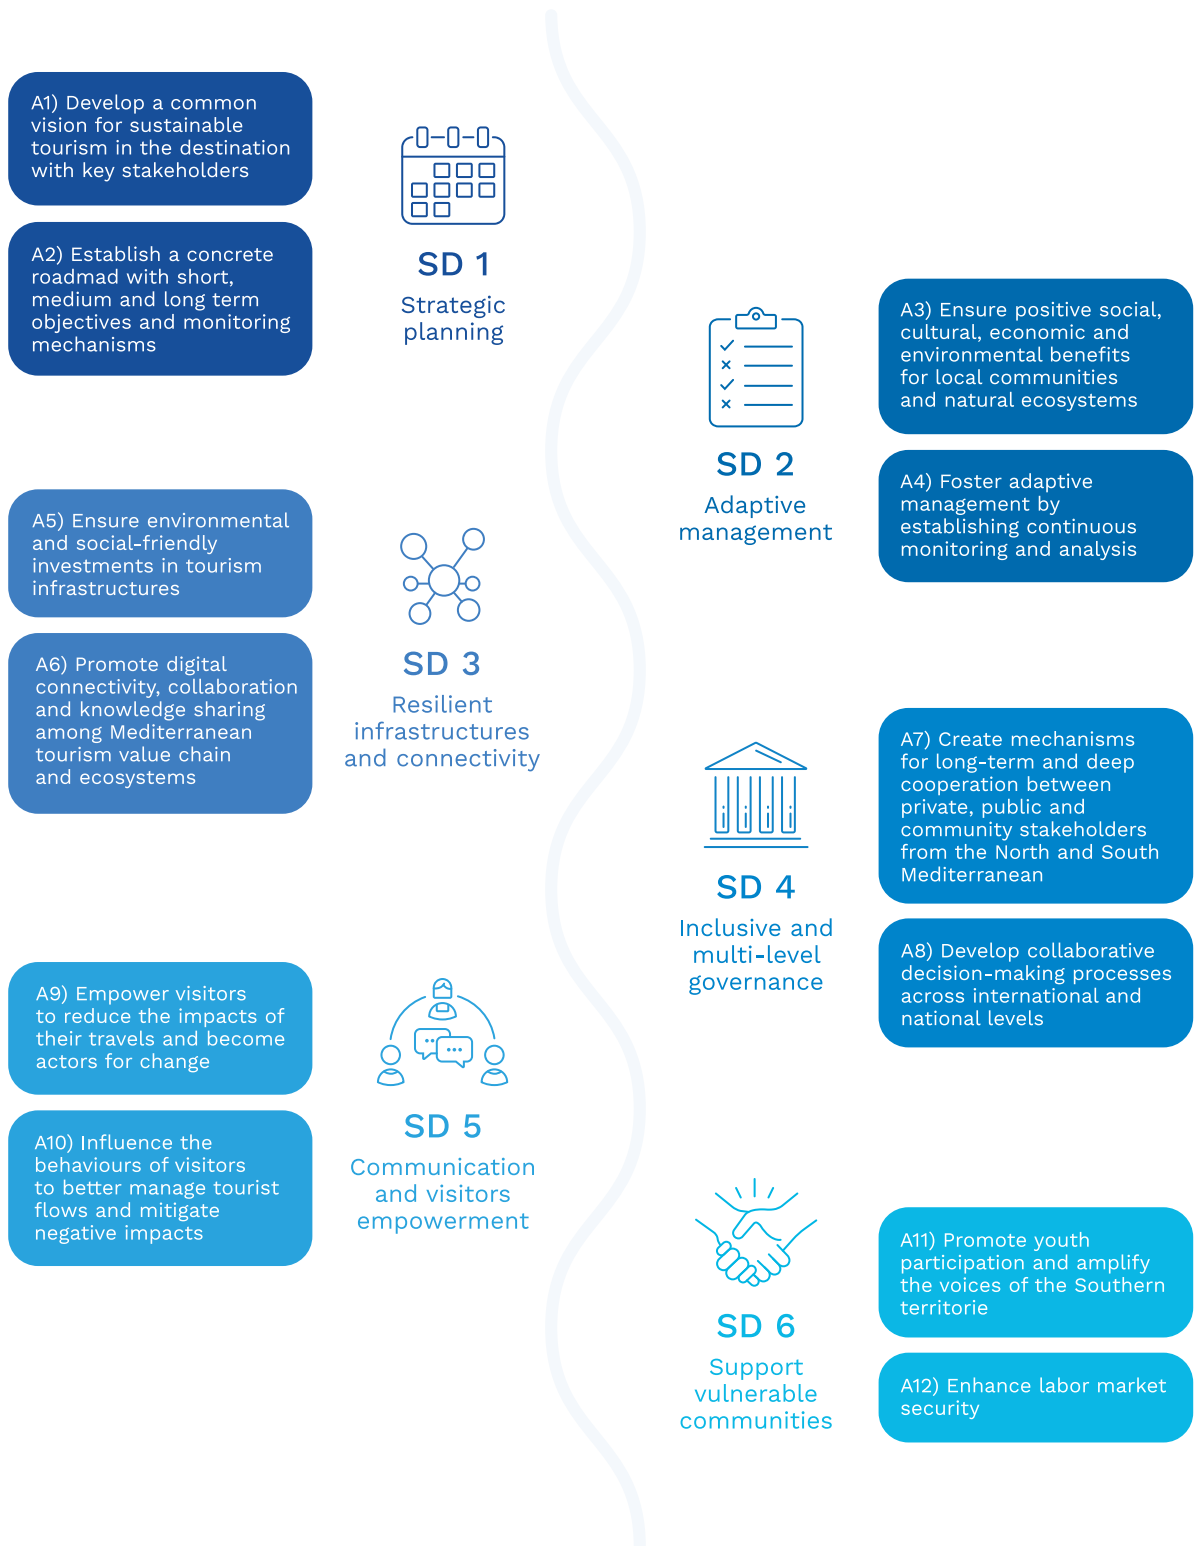 A1) Develop a common
vision for sustainable
tourism in the destination
with key stakeholders
A2) Establish a concrete
roadmad with short,
medium and long term
objectives and monitoring
mechanisms
SD 1
Strategic
planning
A3) Ensure positive social,
cultural, economic and
environmental benefits
for local communities
and natural ecosystems
A4) Foster adaptive
management by
establishing continuous
monitoring and analysis
SD 2
Adaptive
management
A5) Ensure environmental
and social-friendly
investments in tourism
infrastructures
A6) Promote digital
connectivity, collaboration
and knowledge sharing
among Mediterranean
tourism value chain
and ecosystems
SD 3
Resilient
infrastructures
and connectivity
A7) Create mechanisms
for long-term and deep
cooperation between
private, public and
community stakeholders
from the North and South
Mediterranean
A8) Develop collaborative
decision-making processes
across international and
national levels
SD 4
Inclusive and
multi-level
governance
A9) Empower visitors
to reduce the impacts of
their travels and become
actors for change
A10) Influence the
behaviours of visitors
to better manage tourist
flows and mitigate
negative impacts
SD 5
Communication
and visitors
empowerment
A11) Promote youth
participation and amplify
the voices of the Southern
territorie
A12) Enhance labor market
security
SD 6
Support
vulnerable
communities